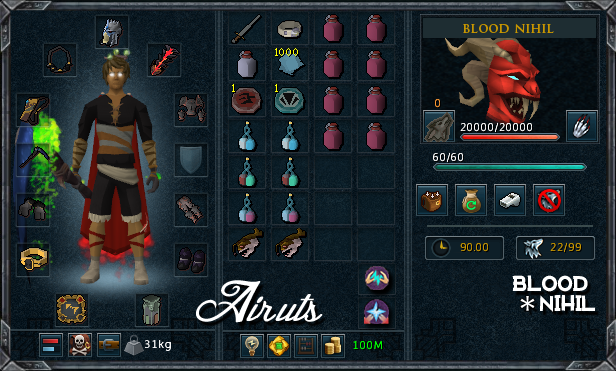 BLOOD NIHIL
1000
0
20000/20000
1
1
60/60
90.00
22/99
Airuts
BLOOD
* NIHIL
31kg
100M